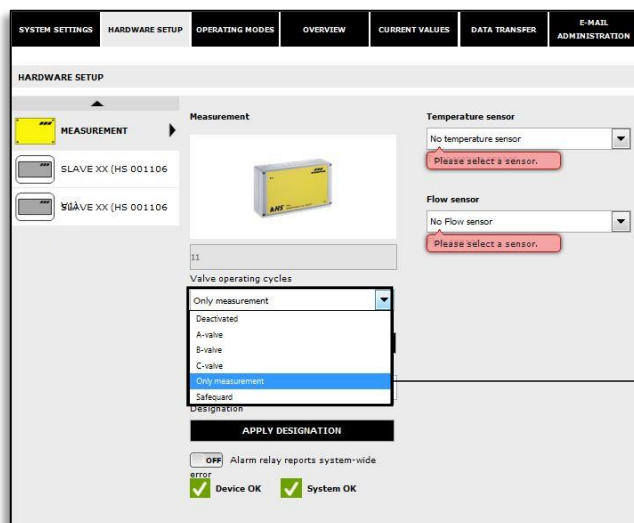 SYSTEM SETTINGS
HARDWARE SETUP
OPERATING MODES
OVERVIEW
CURRENT VALUES
DATA TRANSFER
E-MAIL
ADMINISTRATION
HARDWARE SETUP
MEASUREMENT
SLAVE XX (HS 001106
SLAVE XX (HS 001106
Measurement
AHS
11
Valve operating cycles
Only measurement
Deactivated
A-valve
B-valve
C-valve
Only measurement
Safeguard
Designation
APPLY DESIGNATION
OFF Alarm relay reports system-wide
error
Device OK System OK
Temperature sensor
No temperature sensor
Please select a sensor.
Flow sensor
No Flow sensor
Please select a sensor.